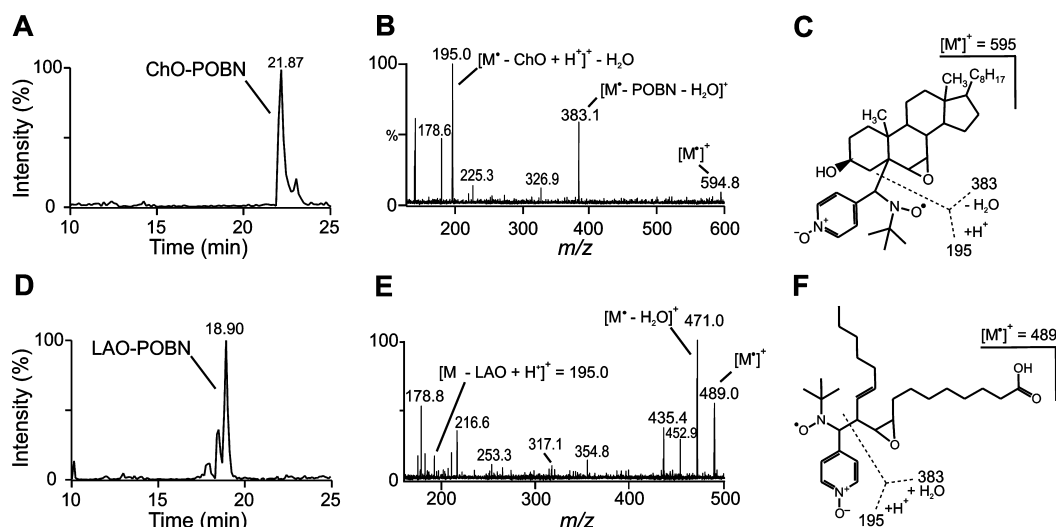 A
100
ChO-POBN
21.87
Intensity (%)
0
10
15
20
25
Time (min)
B
100
195.0
[M• - ChO + H⁺]⁺ - H₂O
[M•- POBN - H₂O]⁺
383.1
178.6
%
225.3
326.9
[M•]⁺
594.8
0
200
300
400
500
600
m/z
C
[M•]⁺ = 595
CH₃
C₈H₁₇
H₃C
HO
O
N-O•
383
- H₂O
+H⁺
195
⁻O-N⁺
D
100
LAO-POBN
18.90
Intensity (%)
0
10
15
20
25
Time (min)
E
100
[M• - H₂O]⁺
471.0
[M•]⁺
489.0
[M - LAO + H•]⁺ = 195.0
178.8
216.6
435.4
452.9
253.3
317.1
354.8
0
200
300
400
500
m/z
F
[M•]⁺ = 489
OH
O
•O-N
O
383
+ H₂O
+H⁺
195
N⁺
O⁻